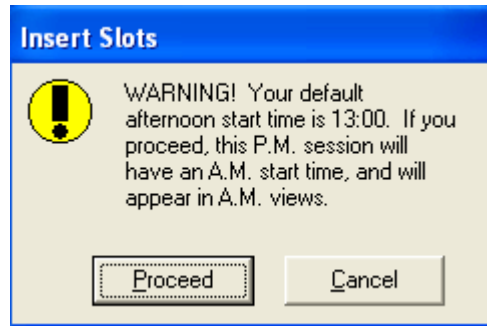 Insert Slots
WARNING!  Your default
afternoon start time is 13:00.  If you
proceed, this P.M. session will
have an A.M. start time, and will
appear in A.M. views.
Proceed
Cancel